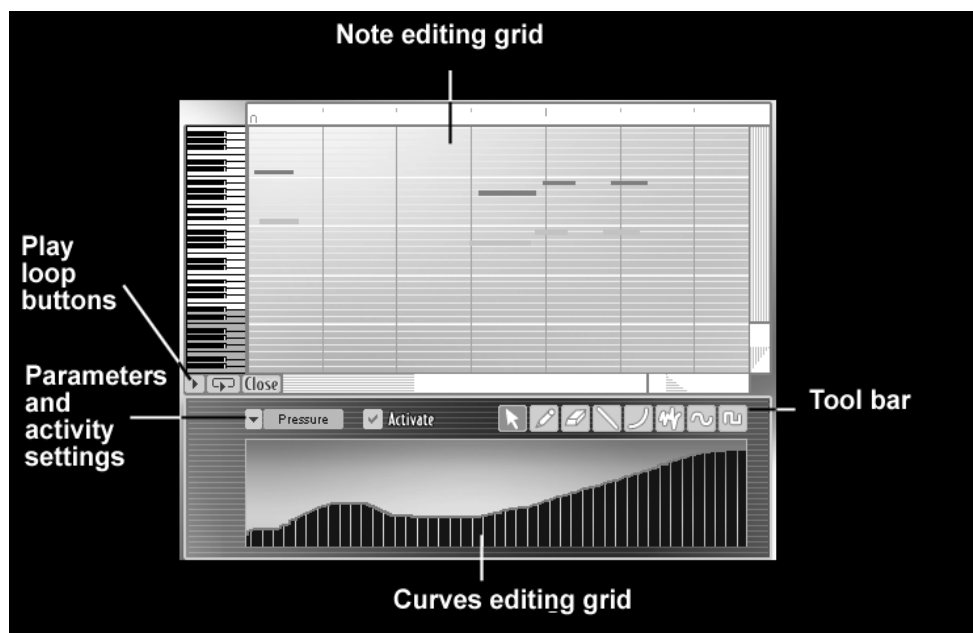 Note editing grid
Play
loop
buttons
Close
Parameters
and
activity
settings
Pressure
Activate
Tool bar
Curves editing grid